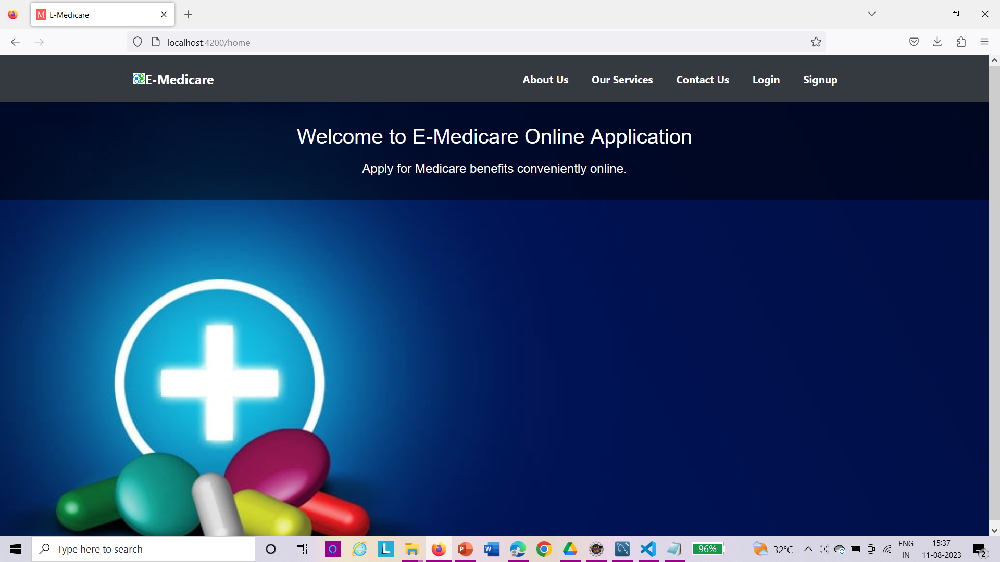 M E-Medicare
localhost:4200/home
E-Medicare About Us Our Services Contact Us Login Signup
Welcome to E-Medicare Online Application
Apply for Medicare benefits conveniently online.
Type here to search
L
P
W
96%
32°C
ENG
IN
15:37
11-08-2023
2